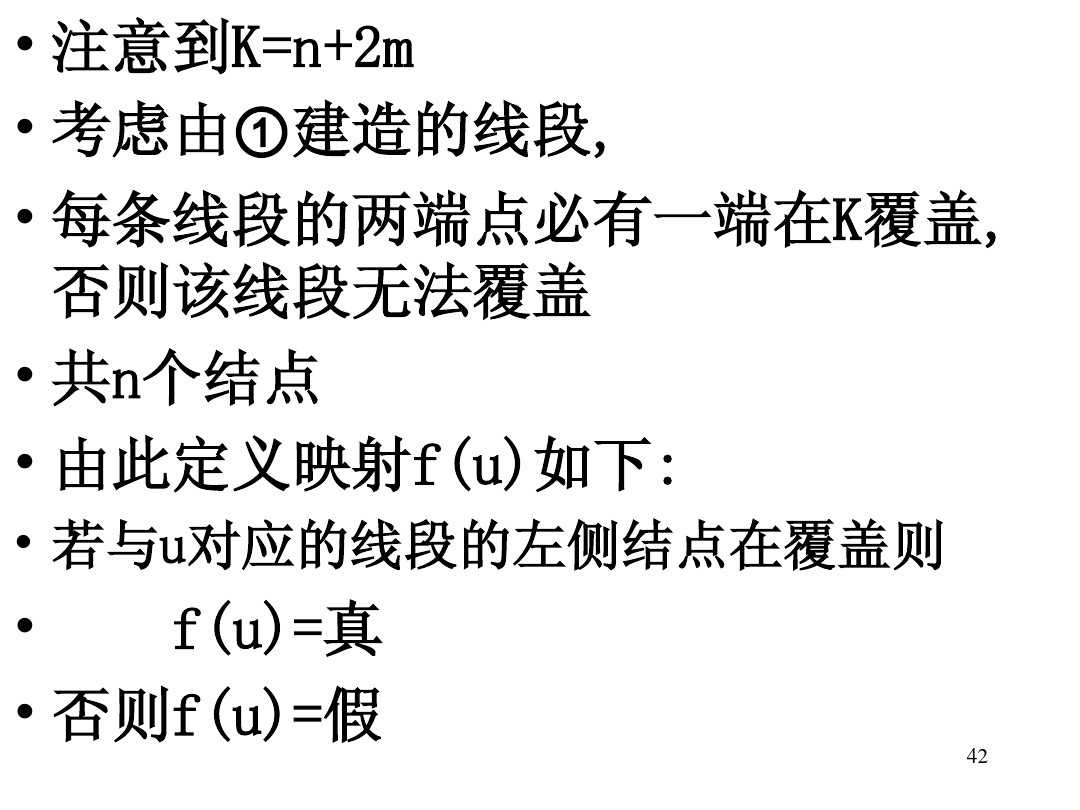 • 注意到K=n+2m
• 考虑由①建造的线段,
• 每条线段的两端点必有一端在K覆盖,
否则该线段无法覆盖
• 共n个结点
• 由此定义映射f(u)如下:
• 若与u对应的线段的左侧结点在覆盖则
• f(u)=真
• 否则f(u)=假
42